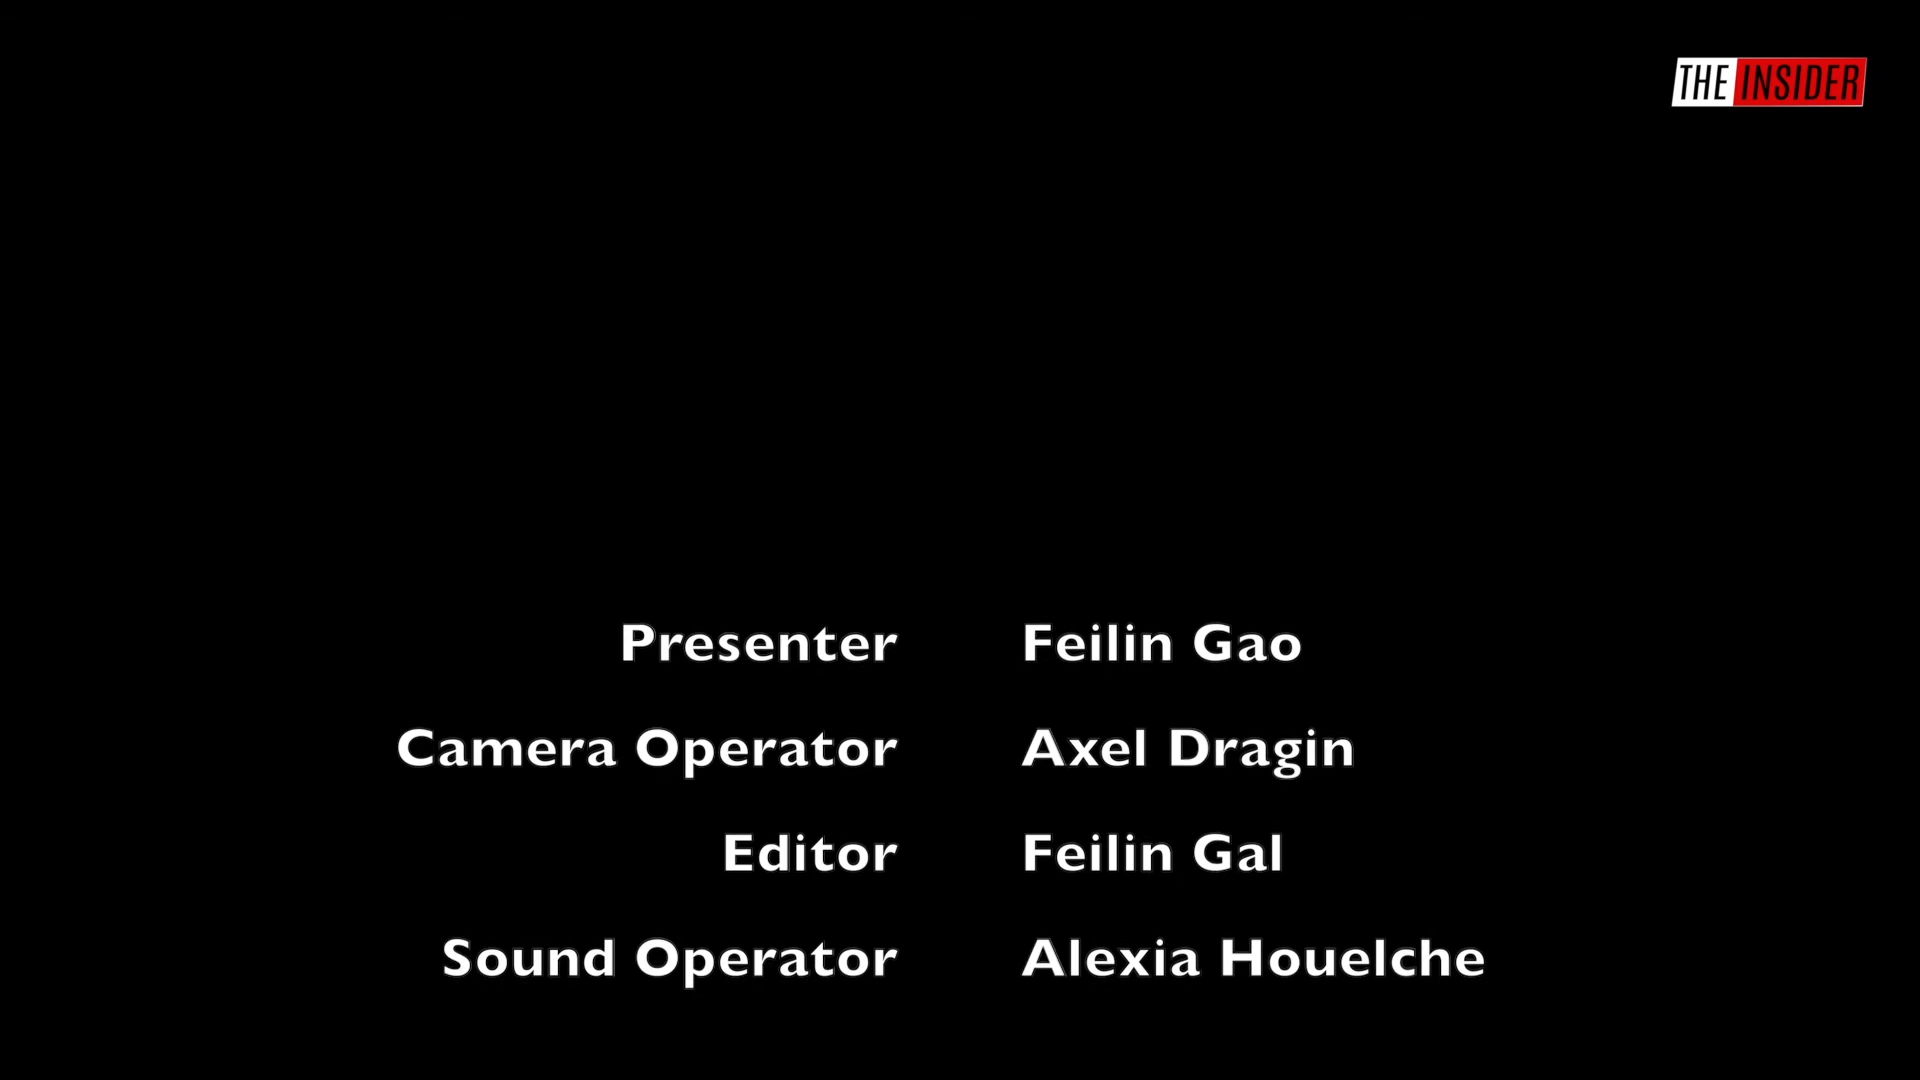 THE INSIDER
Presenter Feilin Gao
Camera Operator Axel Dragin
Editor Feilin Gal
Sound Operator Alexia Houelche